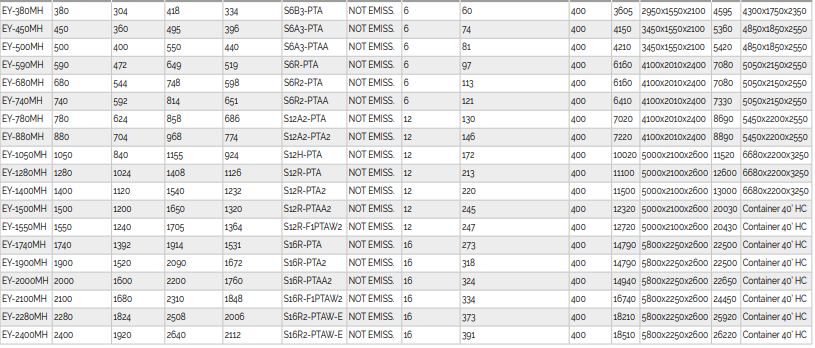 EY-380MH 380 304 418 334 S6B3-PTA NOT EMISS. 6 60 400 3605 2950x1550x2100 4595 4300x1750x2350
EY-450MH 450 360 495 396 S6A3-PTA NOT EMISS. 6 74 400 4150 3450x1550x2100 5360 4850x1850x2550
EY-500MH 500 400 550 440 S6A3-PTAA NOT EMISS. 6 81 400 4210 3450x1550x2100 5420 4850x1850x2550
EY-590MH 590 472 649 519 S6R-PTA NOT EMISS. 6 97 400 6160 4100x2010x2400 7080 5050x2150x2550
EY-680MH 680 544 748 598 S6R2-PTA NOT EMISS. 6 113 400 6160 4100x2010x2400 7080 5050x2150x2550
EY-740MH 740 592 814 651 S6R2-PTAA NOT EMISS. 6 121 400 6410 4100x2010x2400 7330 5050x2150x2550
EY-780MH 780 624 858 686 S12A2-PTA NOT EMISS. 12 130 400 7020 4100x2010x2400 8690 5450x2200x2550
EY-880MH 880 704 968 774 S12A2-PTA2 NOT EMISS. 12 146 400 7220 4100x2010x2400 8890 5450x2200x2550
EY-1050MH 1050 840 1155 924 S12H-PTA NOT EMISS. 12 172 400 10020 5000x2100x2600 11520 6680x2200x3250
EY-1280MH 1280 1024 1408 1126 S12R-PTA NOT EMISS. 12 213 400 11100 5000x2100x2600 12600 6680x2200x3250
EY-1400MH 1400 1120 1540 1232 S12R-PTA2 NOT EMISS. 12 220 400 11500 5000x2100x2600 13000 6680x2200x3250
EY-1500MH 1500 1200 1650 1320 S12R-PTAA2 NOT EMISS. 12 245 400 12320 5000x2100x2600 20030 Container 40' HC
EY-1550MH 1550 1240 1705 1364 S12R-F1PTAW2 NOT EMISS. 12 247 400 12720 5000x2100x2600 20430 Container 40' HC
EY-1740MH 1740 1392 1914 1531 S16R-PTA NOT EMISS. 16 273 400 14790 5800x2250x2600 22500 Container 40' HC
EY-1900MH 1900 1520 2090 1672 S16R-PTA2 NOT EMISS. 16 318 400 14790 5800x2250x2600 22500 Container 40' HC
EY-2000MH 2000 1600 2200 1760 S16R-PTAA2 NOT EMISS. 16 324 400 14940 5800x2250x2600 22650 Container 40' HC
EY-2100MH 2100 1680 2310 1848 S16R-F1PTAW2 NOT EMISS. 16 334 400 16740 5800x2250x2600 24450 Container 40' HC
EY-2280MH 2280 1824 2508 2006 S16R2-PTAW-E NOT EMISS. 16 373 400 18210 5800x2250x2600 25920 Container 40' HC
EY-2400MH 2400 1920 2640 2112 S16R2-PTAW-E NOT EMISS. 16 391 400 18510 5800x2250x2600 26220 Container 40' HC